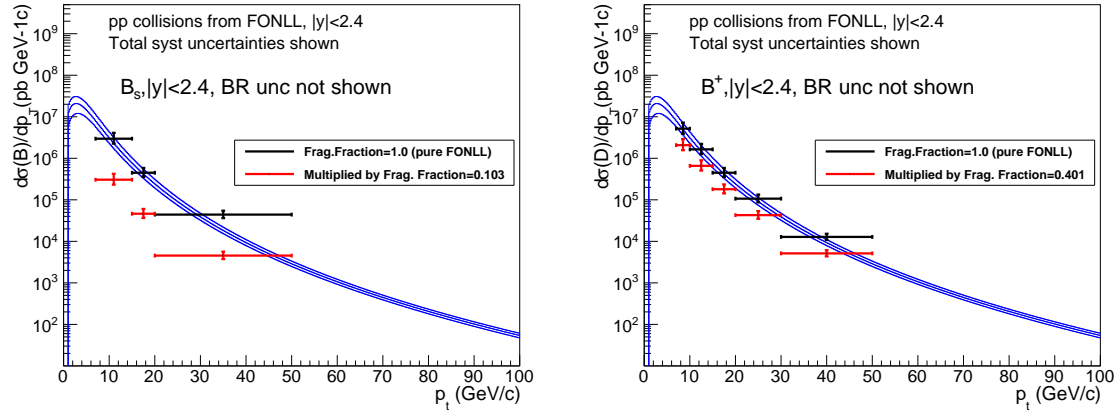 pp collisions from FONLL, |y|<2.4
Total syst uncertainties shown
B_s,|y|<2.4, BR unc not shown
Frag.Fraction=1.0 (pure FONLL)
Multiplied by Frag. Fraction=0.103
dσ(B)/dp_T(pb GeV-1c)
10^9
10^8
10^7
10^6
10^5
10^4
10^3
10^2
0 10 20 30 40 50 60 70 80 90 100
p_t (GeV/c)
pp collisions from FONLL, |y|<2.4
Total syst uncertainties shown
B^+,|y|<2.4, BR unc not shown
Frag.Fraction=1.0 (pure FONLL)
Multiplied by Frag. Fraction=0.401
dσ(D)/dp_T(pb GeV-1c)
10^9
10^8
10^7
10^6
10^5
10^4
10^3
10^2
0 10 20 30 40 50 60 70 80 90 100
p_t (GeV/c)